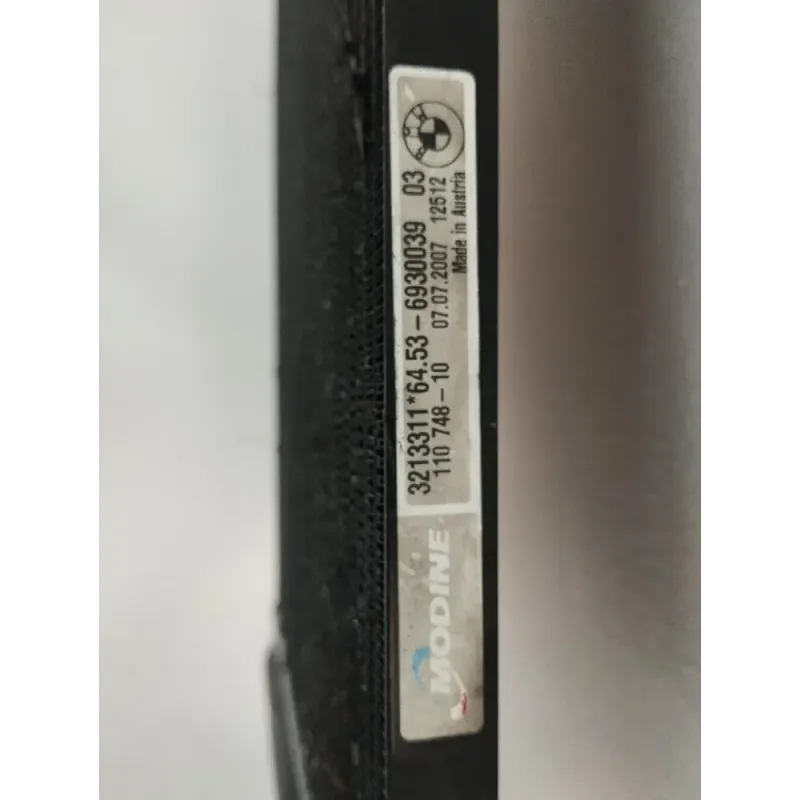 MODINE
3213311*64.53-6930039 03
110 748-10 07.07.2007 12512
Made in Austria